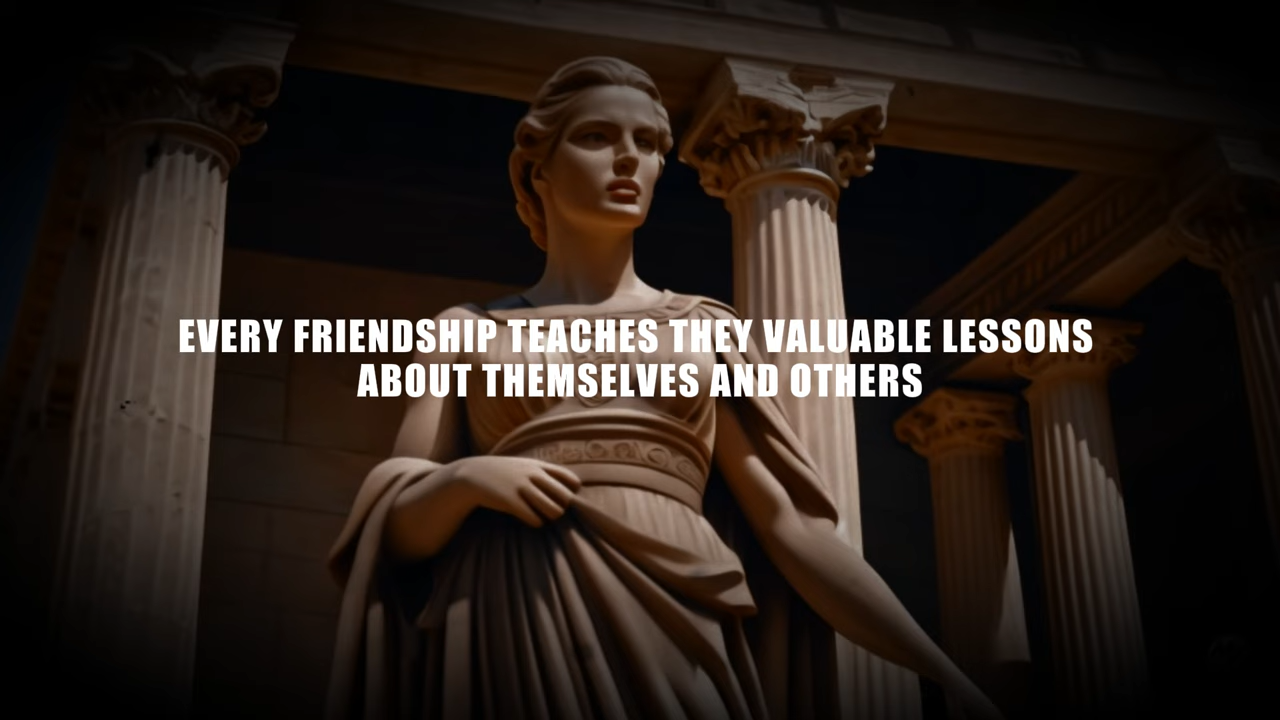 EVERY FRIENDSHIP TEACHES THEY VALUABLE LESSONS
ABOUT THEMSELVES AND OTHERS